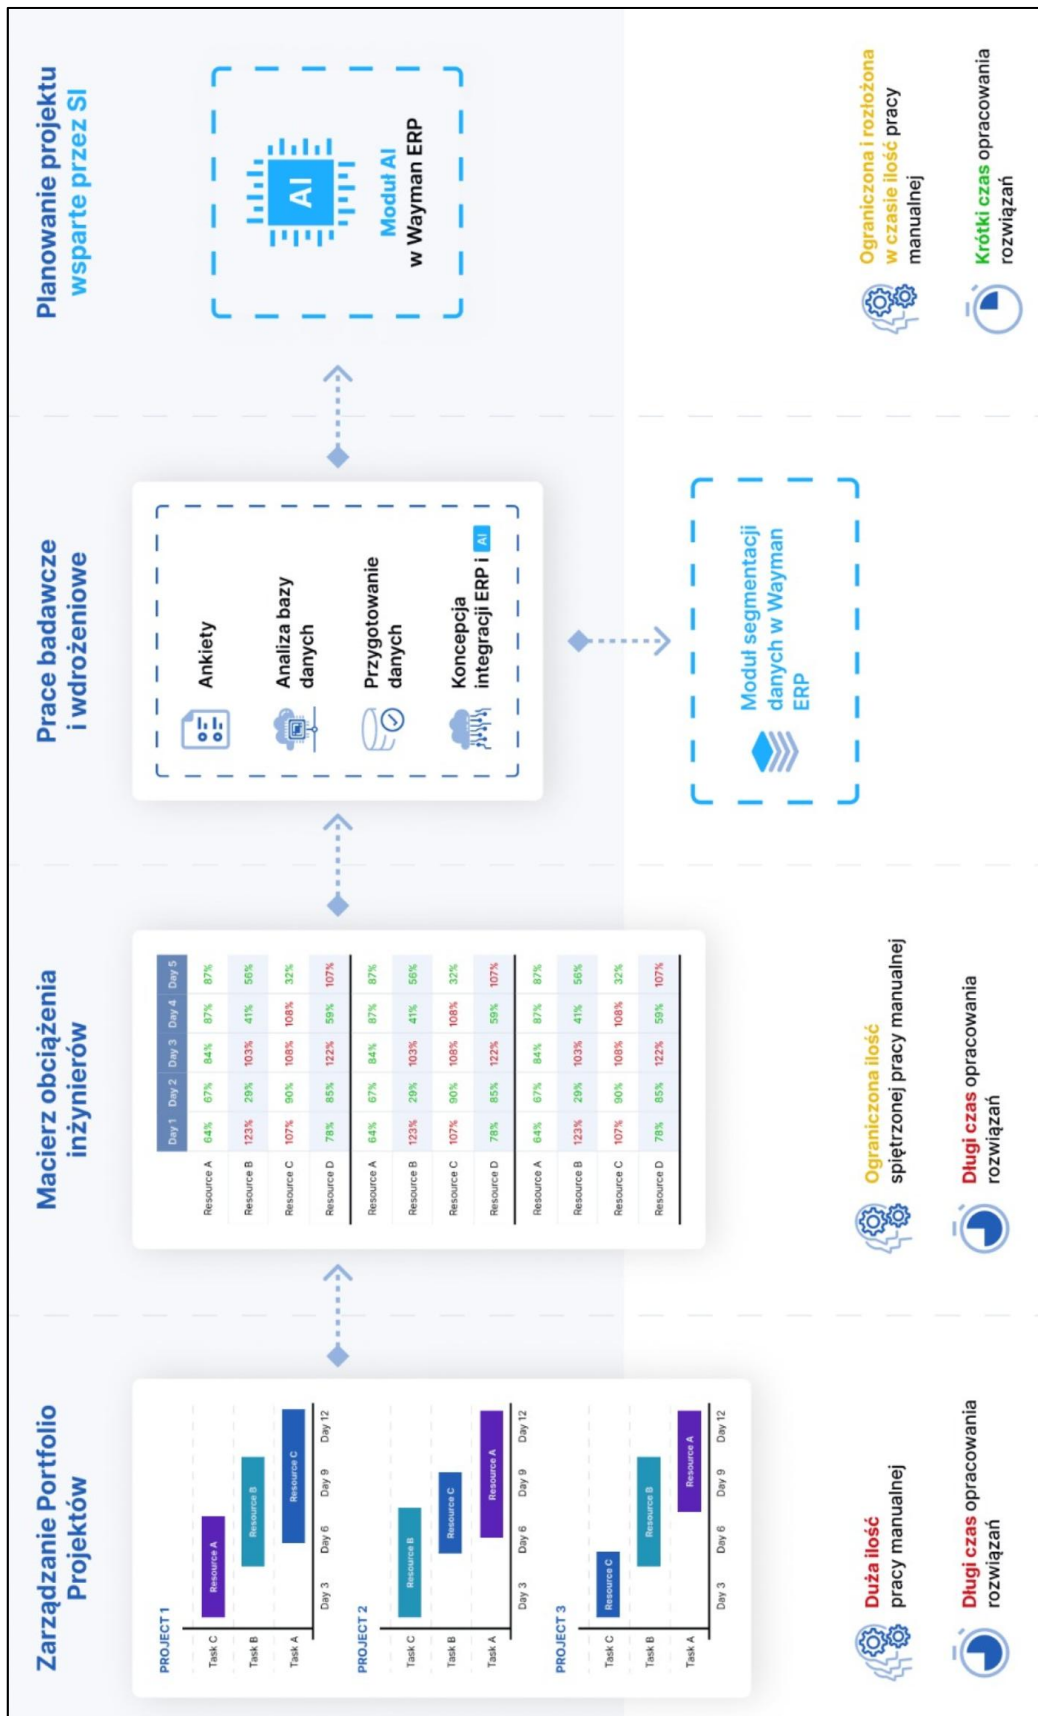 Zarządzanie Portfolio
Projektów
PROJECT 1
Task C
Resource A
Task B
Resource B
Task A
Resource C
Day 3 Day 6 Day 9 Day 12
PROJECT 2
Task C
Resource B
Task B
Resource C
Task A
Resource A
Day 3 Day 6 Day 9 Day 12
PROJECT 3
Task C
Resource C
Task B
Resource B
Task A
Resource A
Day 3 Day 6 Day 9 Day 12
Duża ilość
pracy manualnej
Długi czas opracowania
rozwiązań
Macierz obciążenia
inżynierów
Day 1 Day 2 Day 3 Day 4 Day 5
Resource A 64% 67% 84% 87% 87%
Resource B 123% 29% 103% 41% 56%
Resource C 107% 90% 108% 108% 32%
Resource D 78% 85% 122% 59% 107%
Resource A 64% 67% 84% 87% 87%
Resource B 123% 29% 103% 41% 56%
Resource C 107% 90% 108% 108% 32%
Resource D 78% 85% 122% 59% 107%
Resource A 64% 67% 84% 87% 87%
Resource B 123% 29% 103% 41% 56%
Resource C 107% 90% 108% 108% 32%
Resource D 78% 85% 122% 59% 107%
Ograniczona ilość
spiętrzonej pracy manualnej
Długi czas opracowania
rozwiązań
Prace badawcze
i wdrożeniowe
Ankiety
Analiza bazy
danych
Przygotowanie
danych
Koncepcja
integracji ERP i AI
Moduł segmentacji
danych w Wayman
ERP
Planowanie projektu
wsparte przez SI
AI
Moduł AI
w Wayman ERP
Ograniczona i rozłożona
w czasie ilość pracy
manualnej
Krótki czas opracowania
rozwiązań